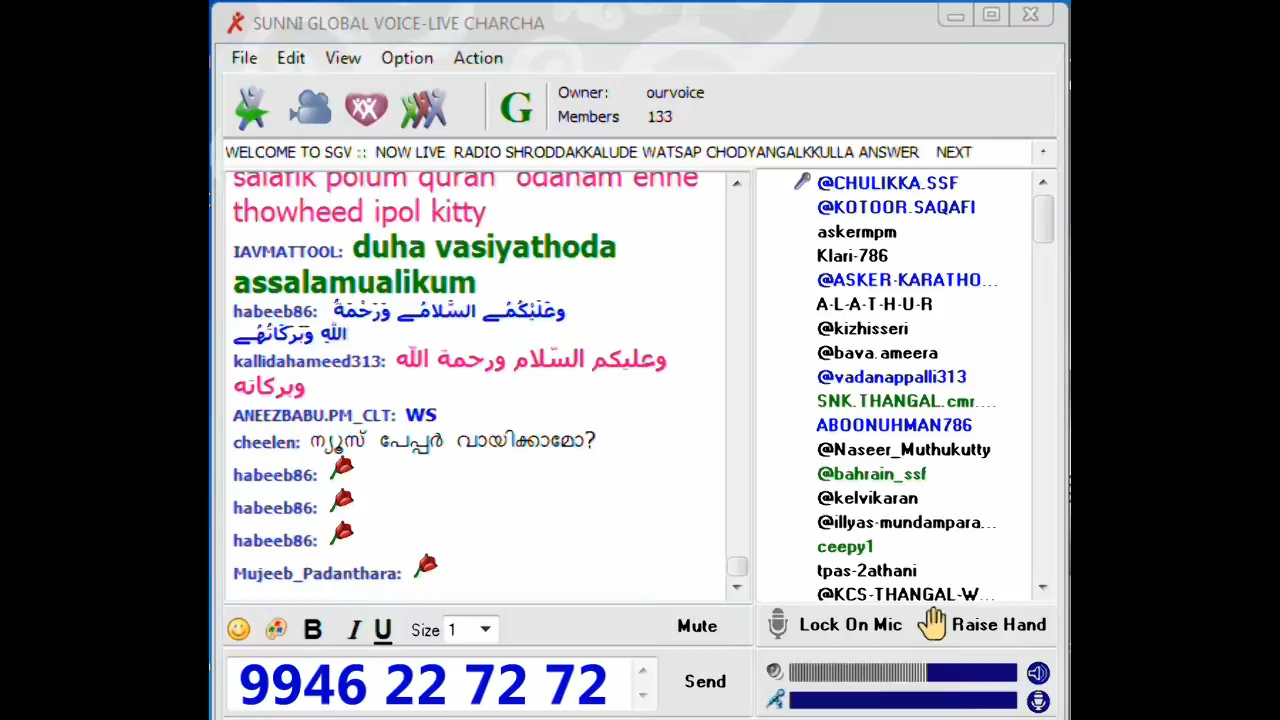 SUNNI GLOBAL VOICE-LIVE CHARCHA
File Edit View Option Action
G
Owner: ourvoice
Members 133
WELCOME TO SGV :: NOW LIVE RADIO SHRODDAKKALUDE WATSAP CHODYANGALKKULLA ANSWER NEXT
salafik polum quran odanam enne
thowheed ipol kitty
IAVMATTOOL: duha vasiyathoda
assalamualikum
habeeb86: وَعَلَيْكُمُے السَّلامُے وَرَحْمَةُ
اللهِ وَبَرَكَاتُهُے
kallidahameed313: وعليكم السّلام ورحمة الله
وبركاته
ANEEZBABU.PM_CLT: WS
cheelen: ന്യൂസ് പേപ്പർ വായിക്കാമോ?
habeeb86:
habeeb86:
habeeb86:
Mujeeb_Padanthara:
@CHULIKKA.SSF
@KOTOOR.SAQAFI
askermpm
Klari-786
@ASKER-KARATHO...
A-L-A-T-H-U-R
@kizhisseri
@bava.ameera
@vadanappalli313
SNK.THANGAL.cmr....
ABOONUHMAN786
@Naseer_Muthukutty
@bahrain_ssf
@kelvikaran
@illyas-mundampara...
ceepy1
tpas-2athani
@KCS-THANGAL-W...
B I U Size 1 Mute
Lock On Mic Raise Hand
9946 22 72 72 Send